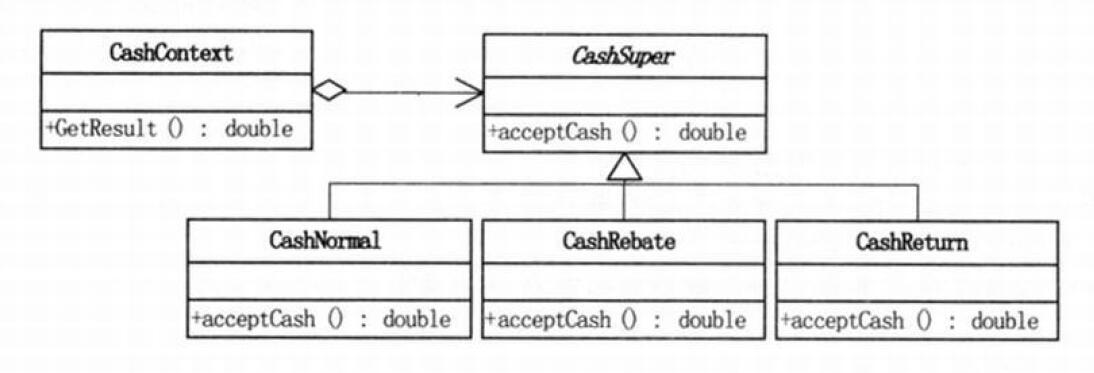 CashContext
+GetResult () : double
CashSuper
+acceptCash () : double
CashNormal
+acceptCash () : double
CashRebate
+acceptCash () : double
CashReturn
+acceptCash () : double